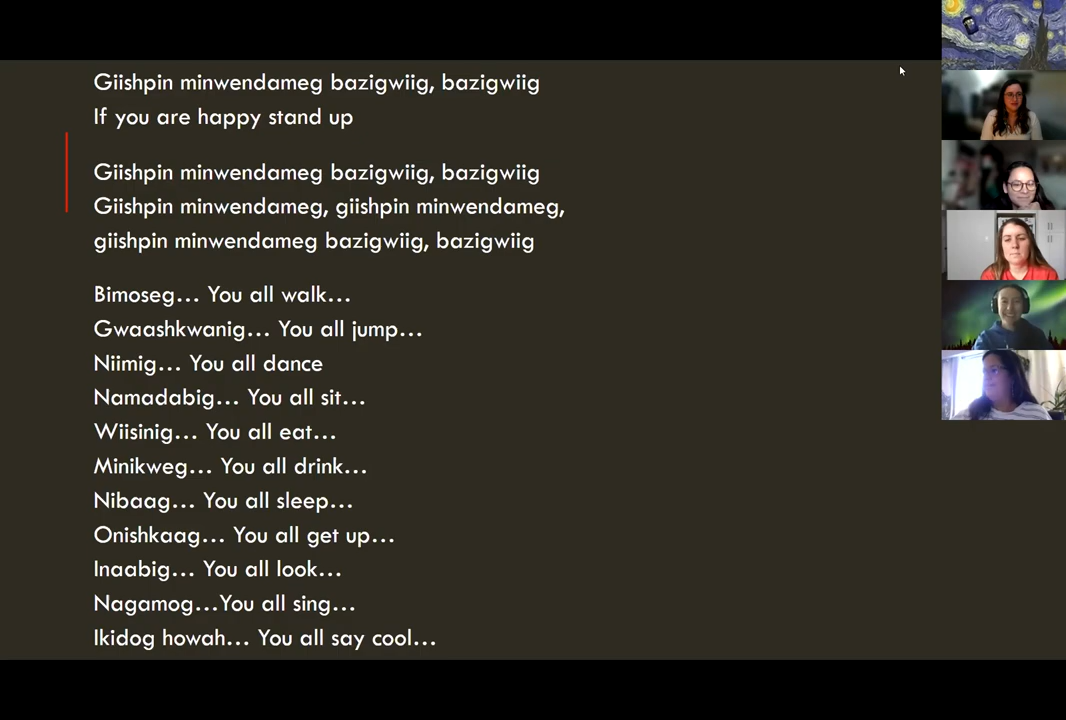 Giishpin minwendameg bazigwiig, bazigwiig
If you are happy stand up
Giishpin minwendameg bazigwiig, bazigwiig
Giishpin minwendameg, giishpin minwendameg,
giishpin minwendameg bazigwiig, bazigwiig
Bimoseg... You all walk...
Gwaashkwanig... You all jump...
Niimig... You all dance
Namadabig... You all sit...
Wiisinig... You all eat...
Minikweg... You all drink...
Nibaag... You all sleep...
Onishkaag... You all get up...
Inaabig... You all look...
Nagamog...You all sing...
Ikidog howah... You all say cool...